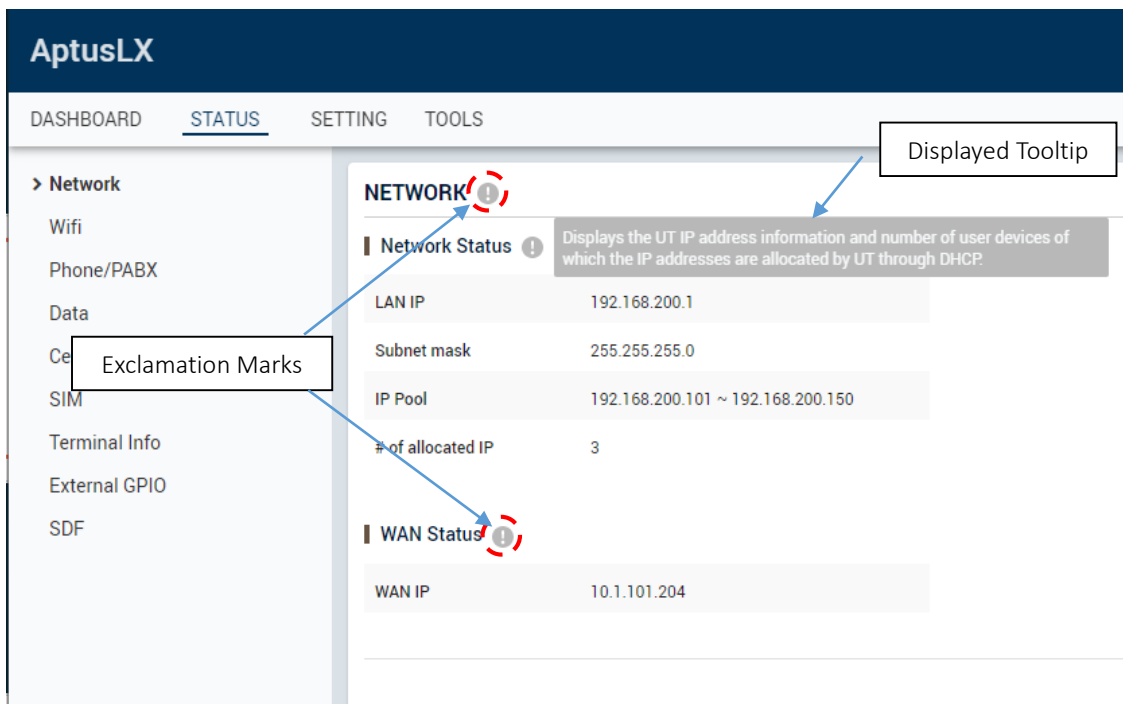 AptusLX
DASHBOARD STATUS SETTING TOOLS
Displayed Tooltip
> Network
Wifi
Phone/PABX
Data
Ce
SIM
Terminal Info
External GPIO
SDF
Exclamation Marks
NETWORK !
Network Status !
Displays the UT IP address information and number of user devices of
which the IP addresses are allocated by UT through DHCP.
LAN IP 192.168.200.1
Subnet mask 255.255.255.0
IP Pool 192.168.200.101 ~ 192.168.200.150
# of allocated IP 3
WAN Status !
WAN IP 10.1.101.204